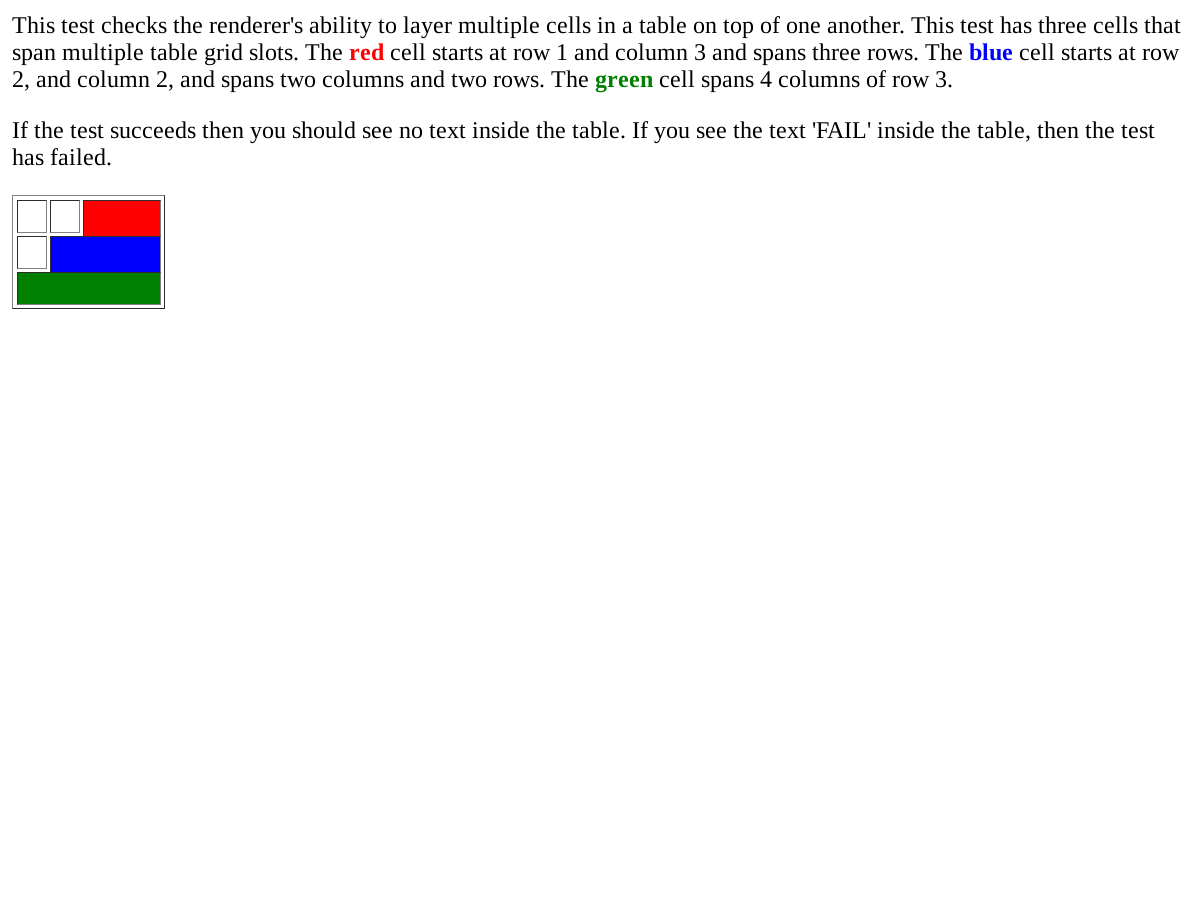 This test checks the renderer's ability to layer multiple cells in a table on top of one another. This test has three cells that
span multiple table grid slots. The red cell starts at row 1 and column 3 and spans three rows. The blue cell starts at row
2, and column 2, and spans two columns and two rows. The green cell spans 4 columns of row 3.
If the test succeeds then you should see no text inside the table. If you see the text 'FAIL' inside the table, then the test
has failed.